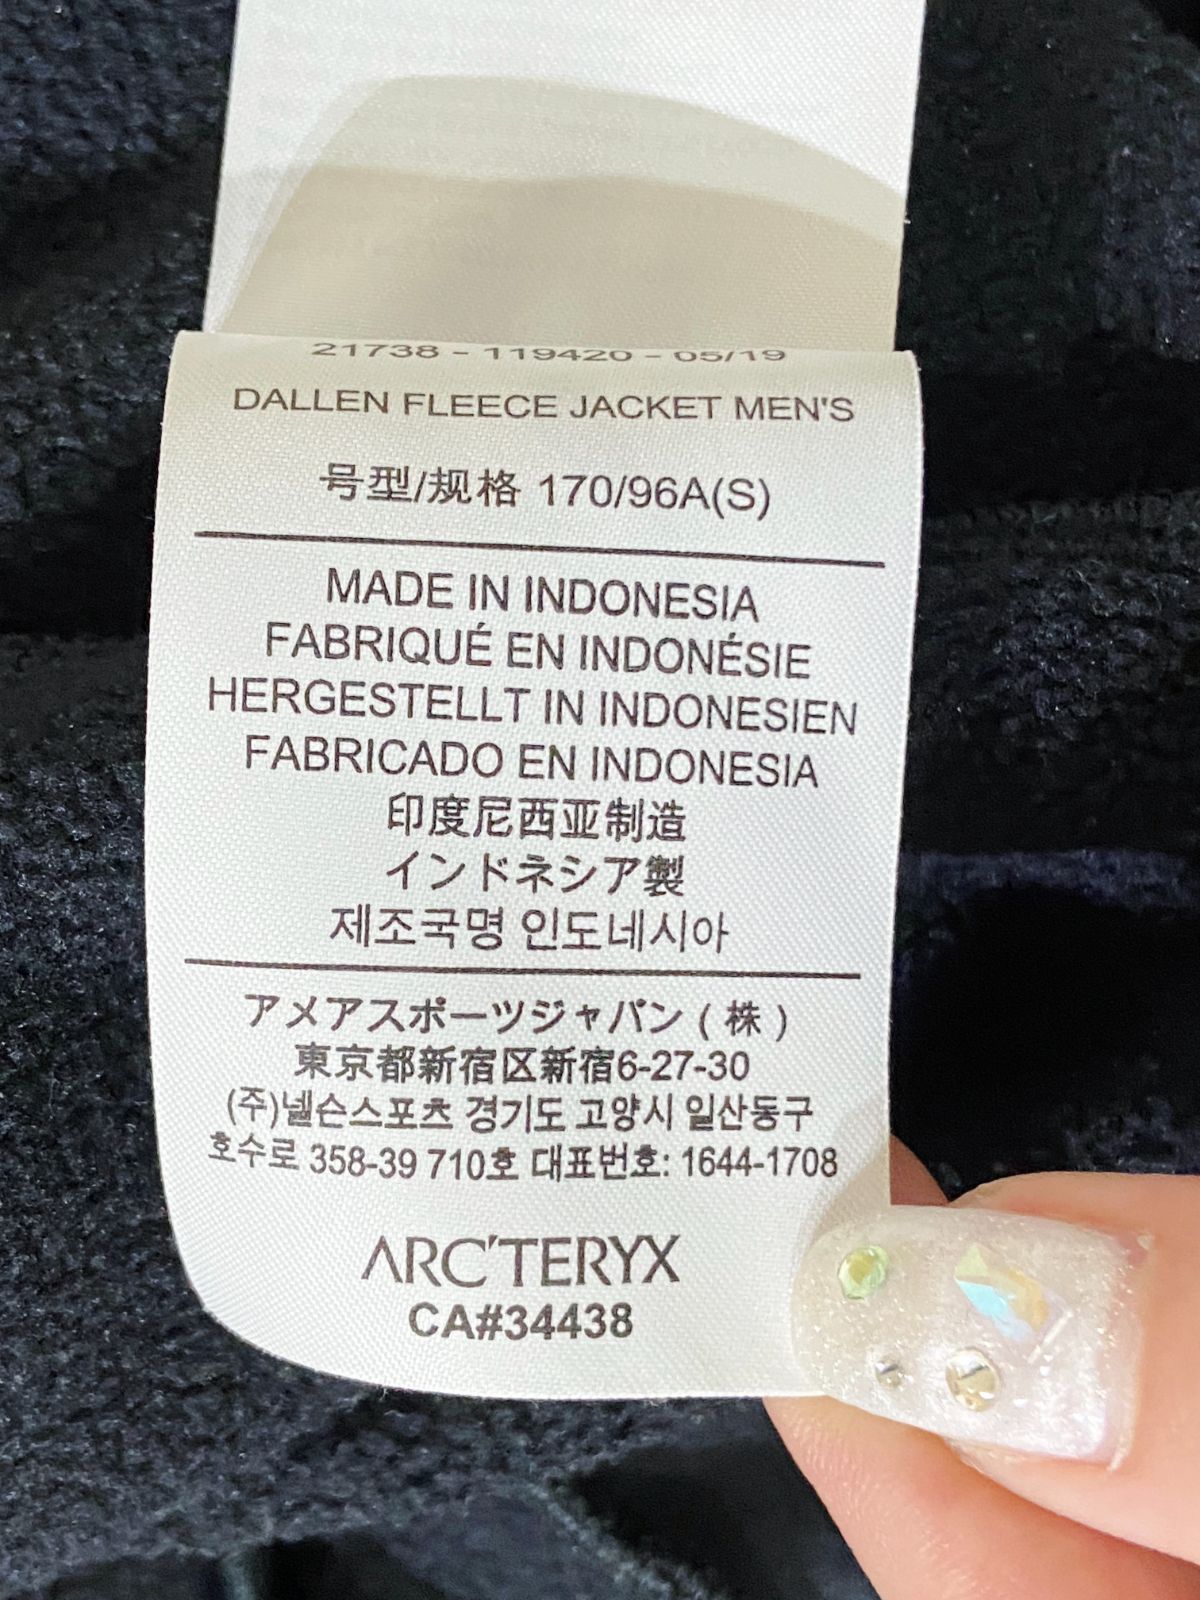 21738 - 119420 - 05/19
DALLEN FLEECE JACKET MEN'S
号型/规格 170/96A(S)
MADE IN INDONESIA
FABRIQUÉ EN INDONÉSIE
HERGESTELLT IN INDONESIEN
FABRICADO EN INDONESIA
印度尼西亚制造
インドネシア製
제조국명 인도네시아
アメアスポーツジャパン(株)
東京都新宿区新宿6-27-30
(주)넬슨스포츠 경기도 고양시 일산동구
호수로 358-39 710호 대표번호: 1644-1708
ARC'TERYX
CA#34438